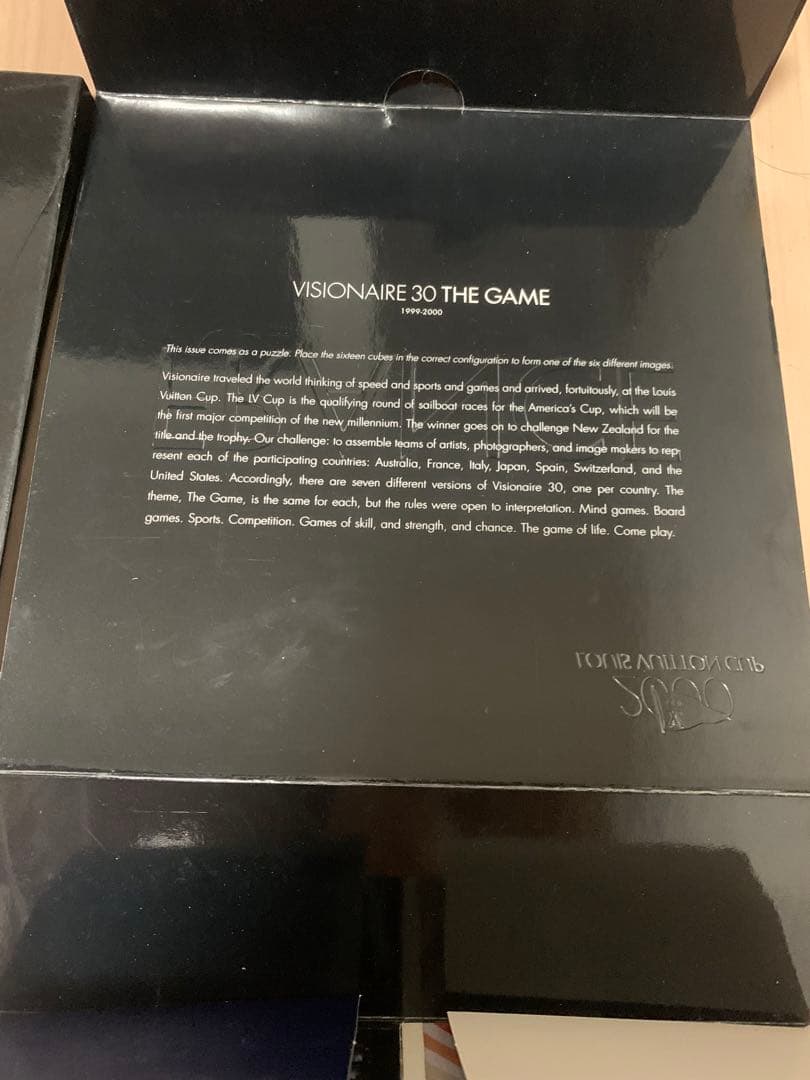 VISIONAIRE 30 THE GAME
1999-2000
This issue comes as a puzzle. Place the sixteen cubes in the correct configuration to form one of the six different images.
Visionaire traveled the world thinking of speed and sports and games and arrived, fortuitously, at the Louis
Vuitton Cup. The LV Cup is the qualifying round of sailboat races for the America's Cup, which will be
the first major competition of the new millennium. The winner goes on to challenge New Zealand for the
title and the trophy. Our challenge: to assemble teams of artists, photographers, and image makers to rep
resent each of the participating countries: Australia, France, Italy, Japan, Spain, Switzerland, and the
United States. Accordingly, there are seven different versions of Visionaire 30, one per country. The
theme, The Game, is the same for each, but the rules were open to interpretation. Mind games. Board
games. Sports. Competition. Games of skill, and strength, and chance. The game of life. Come play.
LOUIS VUITTON CUP
2000